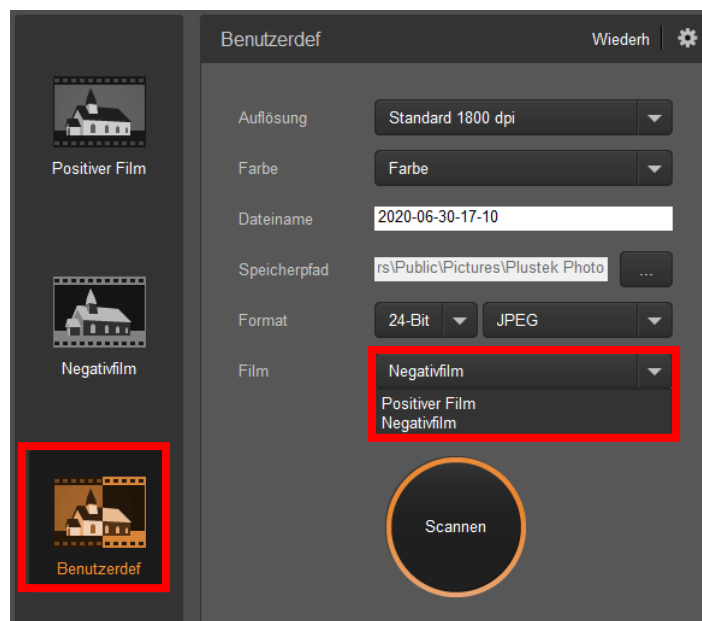 Benutzerdef Wiederh
Positiver Film
Negativfilm
Benutzerdef
Auflösung Standard 1800 dpi
Farbe Farbe
Dateiname 2020-06-30-17-10
Speicherpfad rs\Public\Pictures\Plustek Photo ...
Format 24-Bit JPEG
Film Negativfilm
Positiver Film
Negativfilm
Scannen